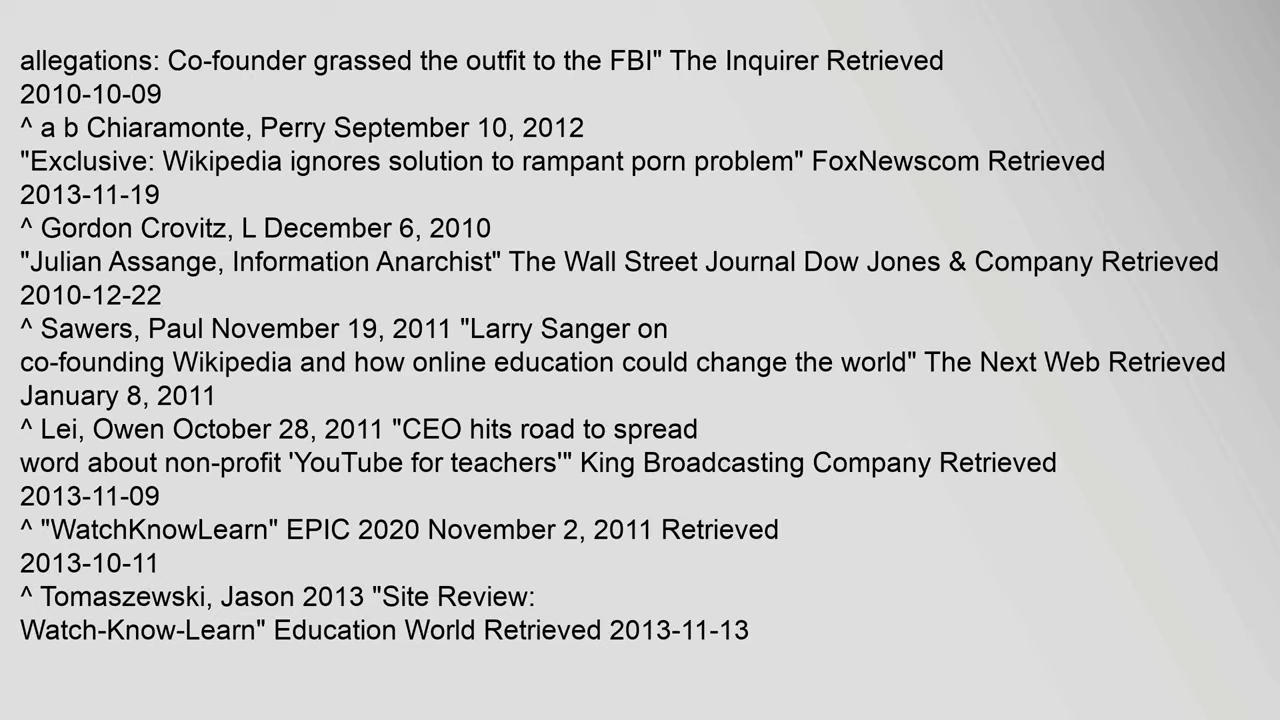 allegations: Co-founder grassed the outfit to the FBI" The Inquirer Retrieved
2010-10-09
^ a b Chiaramonte, Perry September 10, 2012
"Exclusive: Wikipedia ignores solution to rampant porn problem" FoxNewscom Retrieved
2013-11-19
^ Gordon Crovitz, L December 6, 2010
"Julian Assange, Information Anarchist" The Wall Street Journal Dow Jones & Company Retrieved
2010-12-22
^ Sawers, Paul November 19, 2011 "Larry Sanger on
co-founding Wikipedia and how online education could change the world" The Next Web Retrieved
January 8, 2011
^ Lei, Owen October 28, 2011 "CEO hits road to spread
word about non-profit 'YouTube for teachers'" King Broadcasting Company Retrieved
2013-11-09
^ "WatchKnowLearn" EPIC 2020 November 2, 2011 Retrieved
2013-10-11
^ Tomaszewski, Jason 2013 "Site Review:
Watch-Know-Learn" Education World Retrieved 2013-11-13